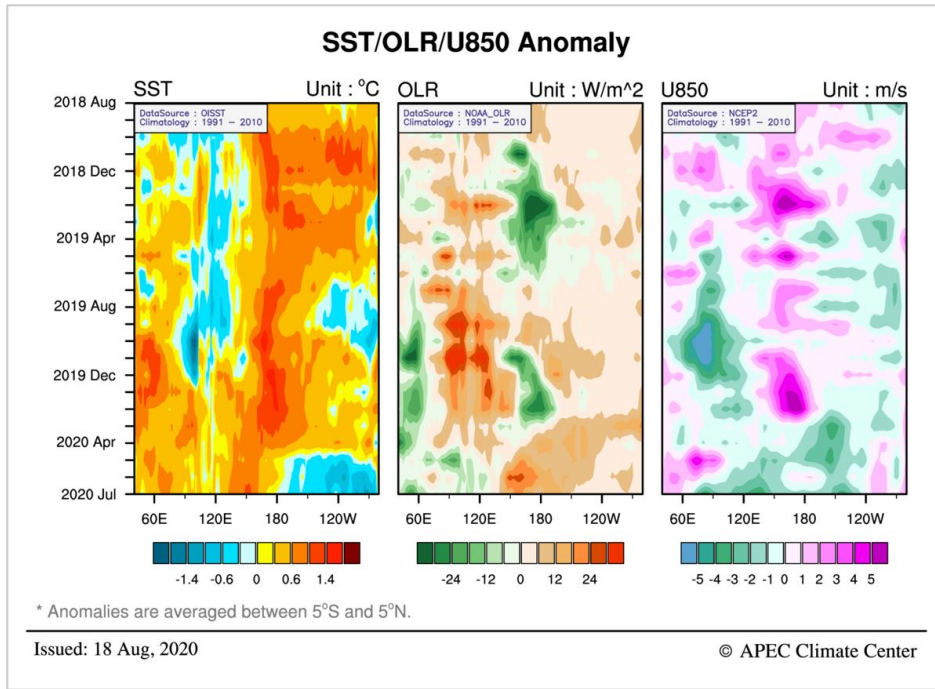 SST/OLR/U850 Anomaly
SST Unit : °C
OLR Unit : W/m^2
U850 Unit : m/s
DataSource : OISST
Climatology : 1991 − 2010
DataSource : NOAA_OLR
Climatology : 1991 − 2010
DataSource : NCEP2
Climatology : 1991 − 2010
2018 Aug
2018 Dec
2019 Apr
2019 Aug
2019 Dec
2020 Apr
2020 Jul
60E 120E 180 120W
60E 120E 180 120W
60E 120E 180 120W
-1.4 -0.6 0 0.6 1.4
-24 -12 0 12 24
-5 -4 -3 -2 -1 0 1 2 3 4 5
* Anomalies are averaged between 5°S and 5°N.
Issued: 18 Aug, 2020
© APEC Climate Center